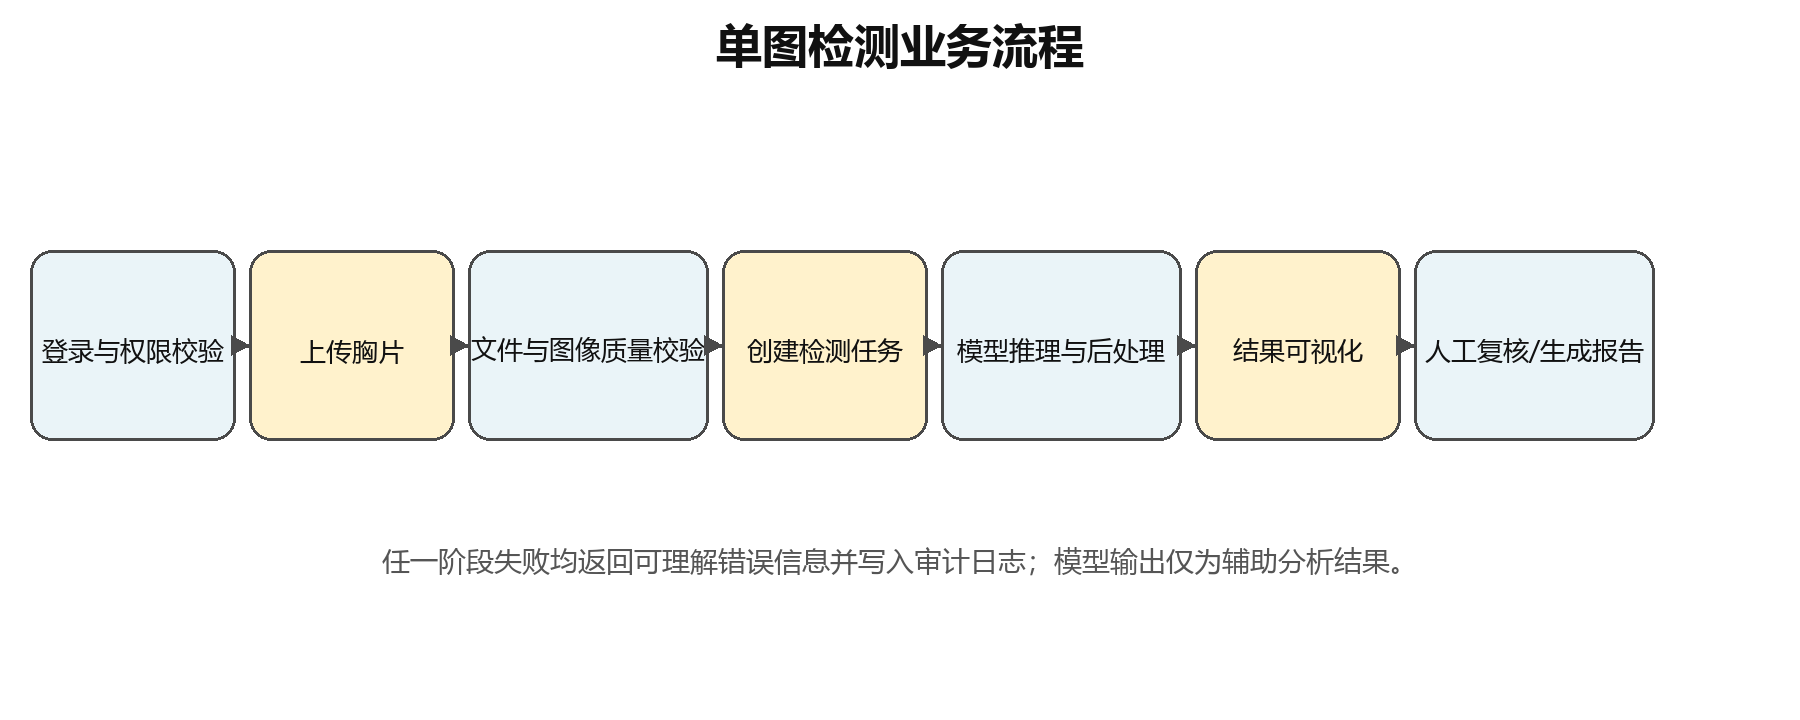 单图检测业务流程
登录与权限校验
上传胸片
文件与图像质量校验
创建检测任务
模型推理与后处理
结果可视化
人工复核/生成报告
任一阶段失败均返回可理解错误信息并写入审计日志；模型输出仅为辅助分析结果。